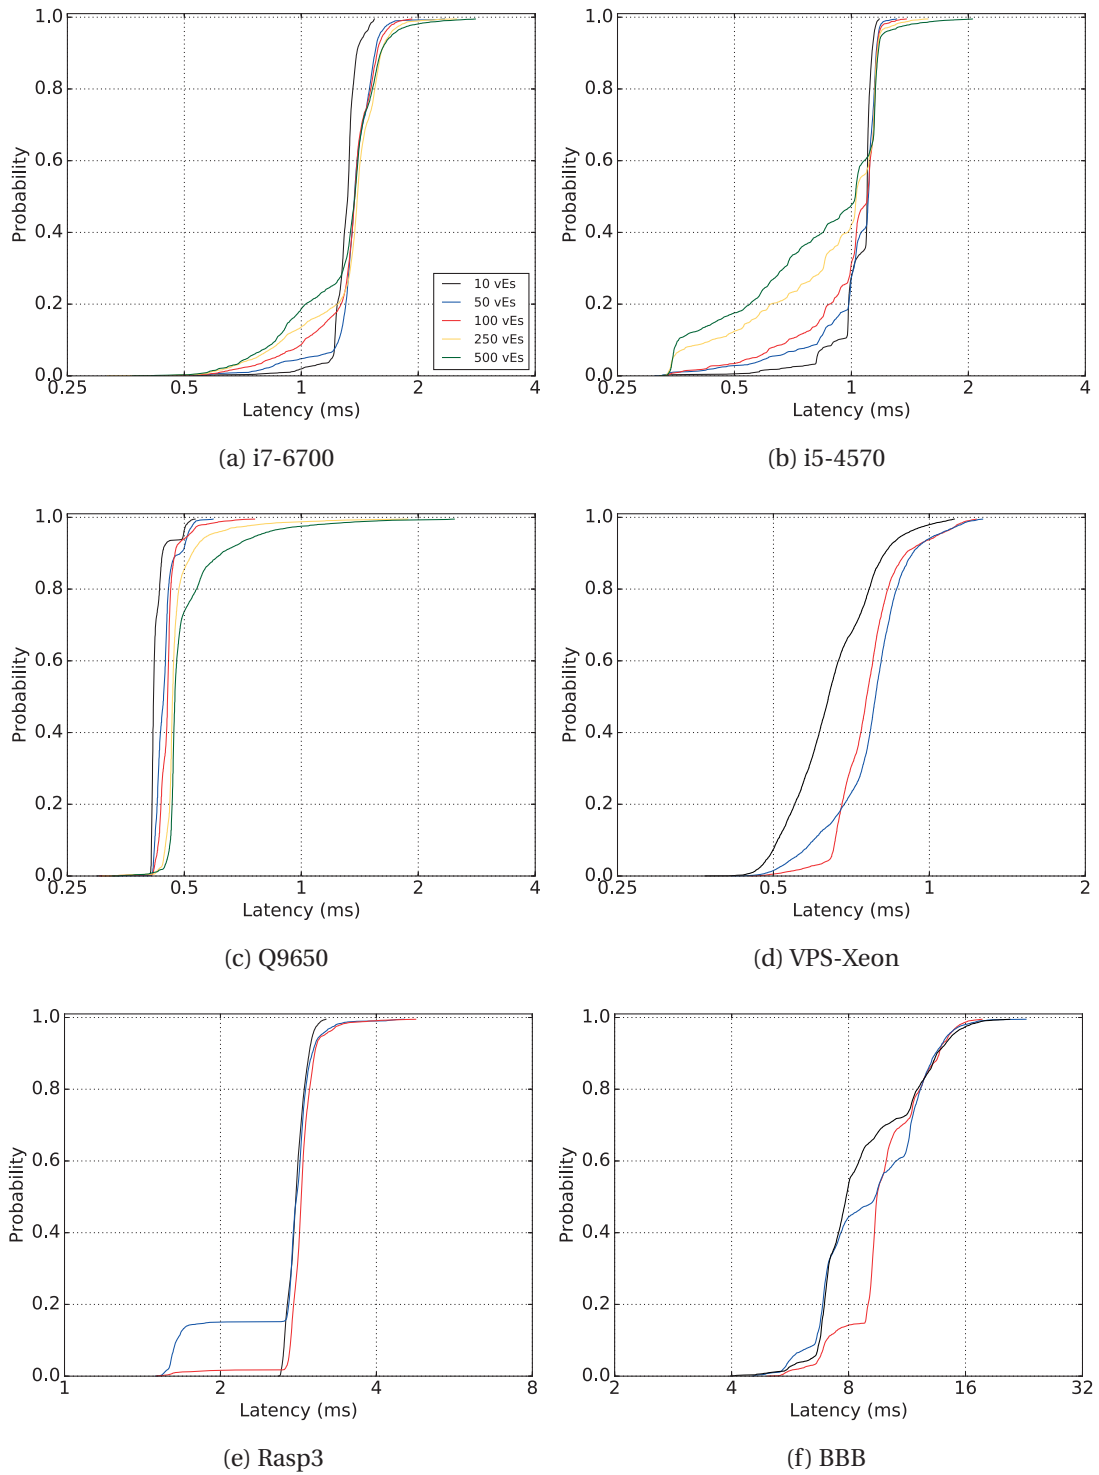 1.0
0.8
0.6
0.4
0.2
0.0
Probability
0.25 0.5 1 2 4
Latency (ms)
10 vEs
50 vEs
100 vEs
250 vEs
500 vEs
(a) i7-6700
1.0
0.8
0.6
0.4
0.2
0.0
Probability
0.25 0.5 1 2 4
Latency (ms)
(b) i5-4570
1.0
0.8
0.6
0.4
0.2
0.0
Probability
0.25 0.5 1 2 4
Latency (ms)
(c) Q9650
1.0
0.8
0.6
0.4
0.2
0.0
Probability
0.25 0.5 1 2
Latency (ms)
(d) VPS-Xeon
1.0
0.8
0.6
0.4
0.2
0.0
Probability
1 2 4 8
Latency (ms)
(e) Rasp3
1.0
0.8
0.6
0.4
0.2
0.0
Probability
2 4 8 16 32
Latency (ms)
(f) BBB